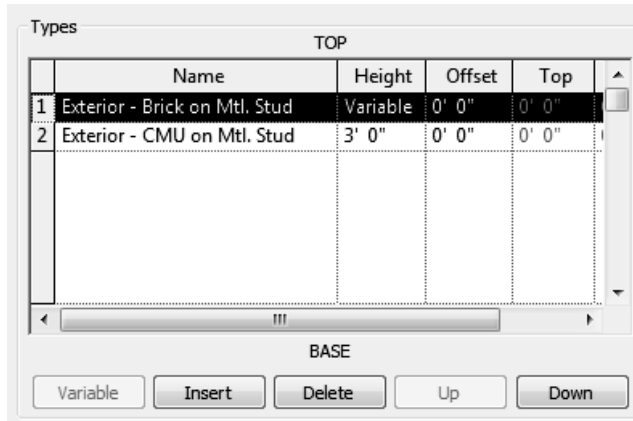 Types
TOP
Name Height Offset Top
1 Exterior - Brick on Mtl. Stud Variable 0' 0" 0' 0"
2 Exterior - CMU on Mtl. Stud 3' 0" 0' 0" 0' 0"
BASE
Variable Insert Delete Up Down